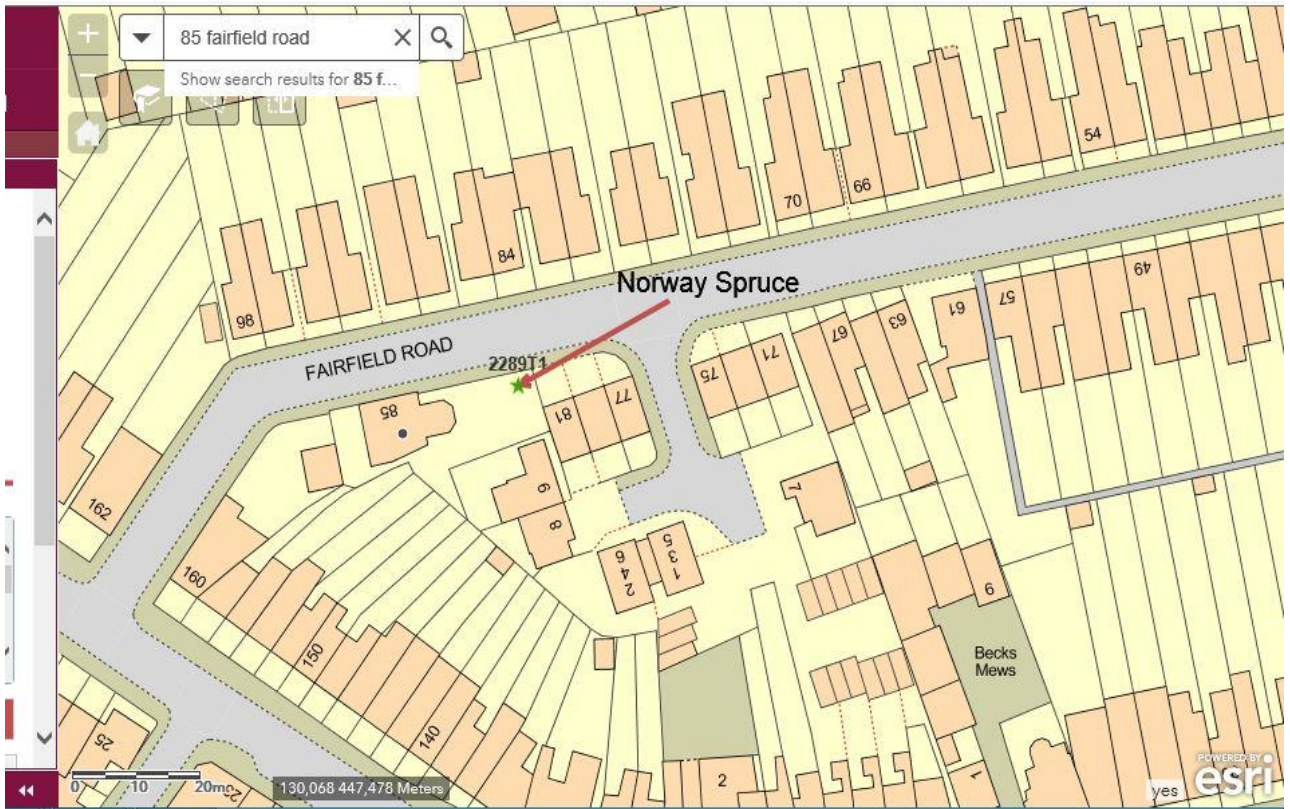 85 fairfield road
Show search results for 85 f...
54
70
66
84
98
Norway Spruce
FAIRFIELD ROAD
2289T1
49
57
61
63
67
71
75
77
81
85
6
8
7
162
160
150
140
2 4 6
1 3 5
9
Becks
Mews
25
2
1
0 10 20m
130,068 447,478 Meters
POWERED BY
esri
yes